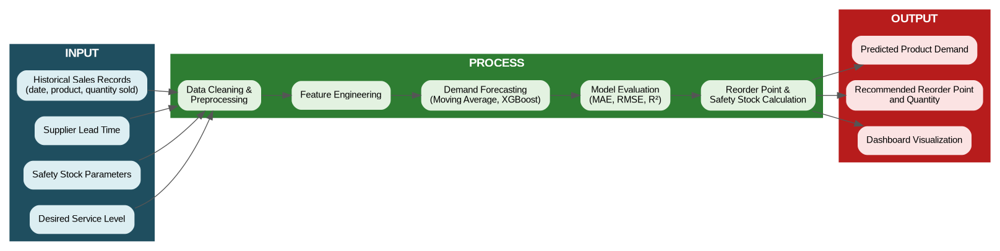 INPUT
Historical Sales Records
(date, product, quantity sold)
Supplier Lead Time
Safety Stock Parameters
Desired Service Level
PROCESS
Data Cleaning &
Preprocessing
Feature Engineering
Demand Forecasting
(Moving Average, XGBoost)
Model Evaluation
(MAE, RMSE, R²)
Reorder Point &
Safety Stock Calculation
OUTPUT
Predicted Product Demand
Recommended Reorder Point
and Quantity
Dashboard Visualization